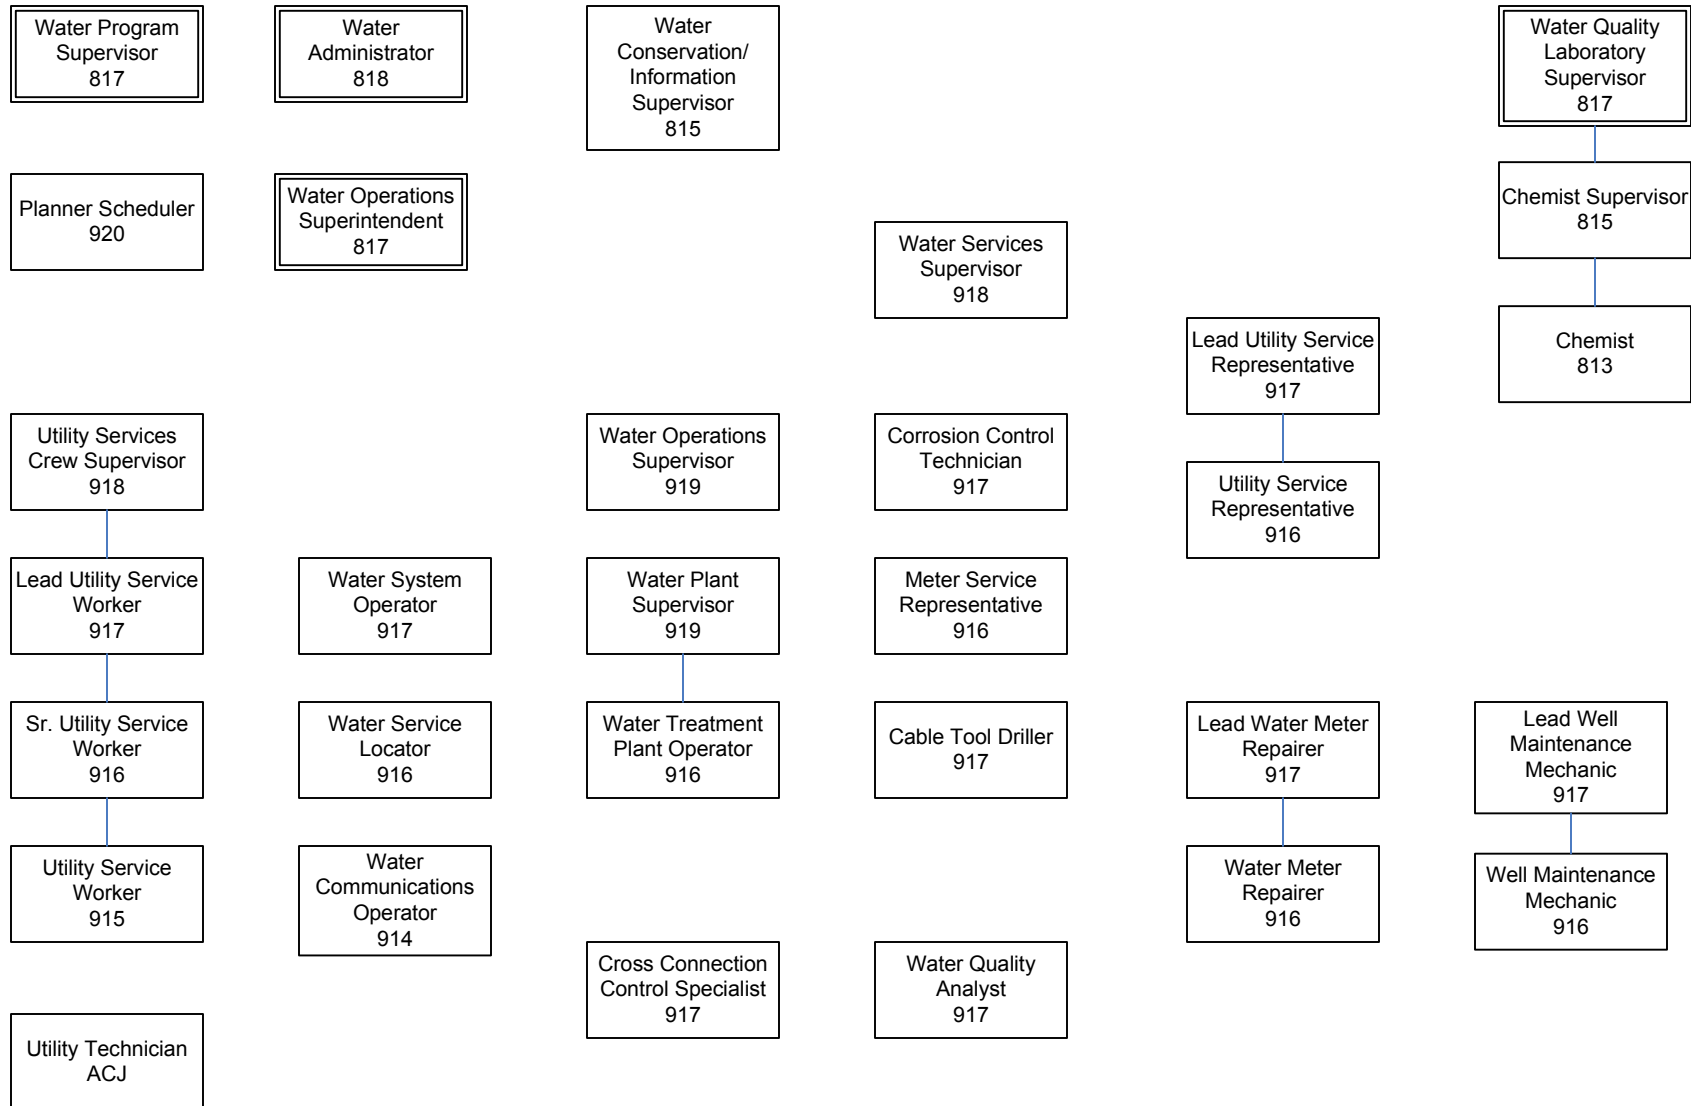 Water Program
Supervisor
817
Water
Administrator
818
Water
Conservation/
Information
Supervisor
815
Water Quality
Laboratory
Supervisor
817
Planner Scheduler
920
Water Operations
Superintendent
817
Water Services
Supervisor
918
Chemist Supervisor
815
Lead Utility Service
Representative
917
Chemist
813
Utility Services
Crew Supervisor
918
Water Operations
Supervisor
919
Corrosion Control
Technician
917
Utility Service
Representative
916
Lead Utility Service
Worker
917
Water System
Operator
917
Water Plant
Supervisor
919
Meter Service
Representative
916
Sr. Utility Service
Worker
916
Water Service
Locator
916
Water Treatment
Plant Operator
916
Cable Tool Driller
917
Lead Water Meter
Repairer
917
Lead Well
Maintenance
Mechanic
917
Utility Service
Worker
915
Water
Communications
Operator
914
Water Meter
Repairer
916
Well Maintenance
Mechanic
916
Cross Connection
Control Specialist
917
Water Quality
Analyst
917
Utility Technician
ACJ